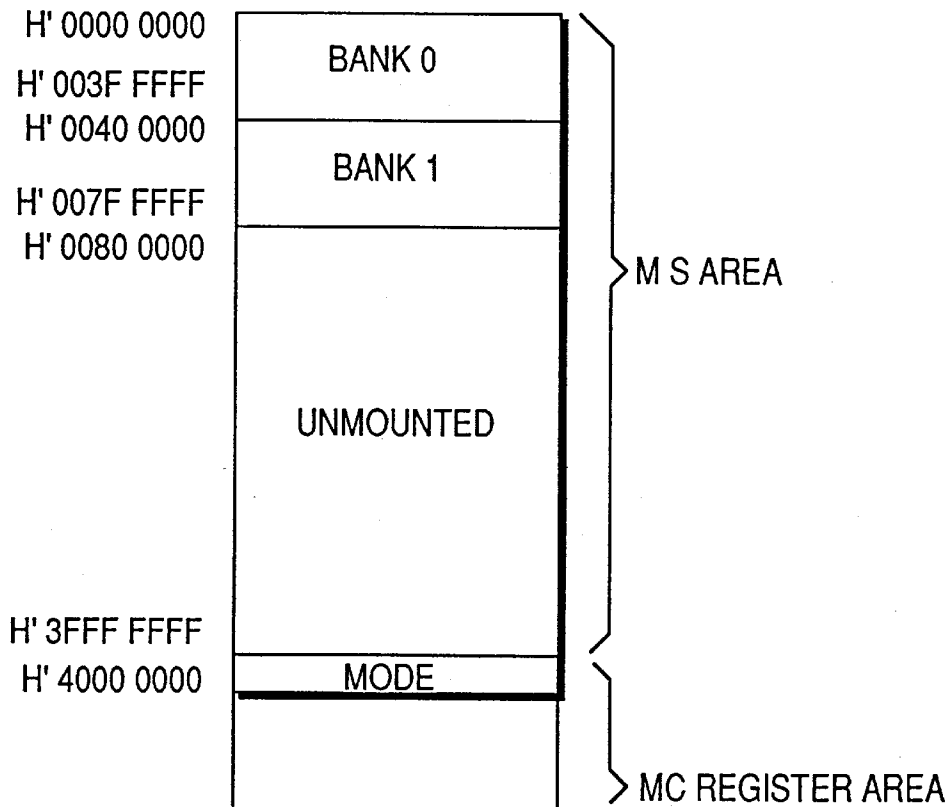 H' 0000 0000
BANK 0
H' 003F FFFF
H' 0040 0000
BANK 1
H' 007F FFFF
H' 0080 0000
M S AREA
UNMOUNTED
H' 3FFF FFFF
H' 4000 0000
MODE
MC REGISTER AREA